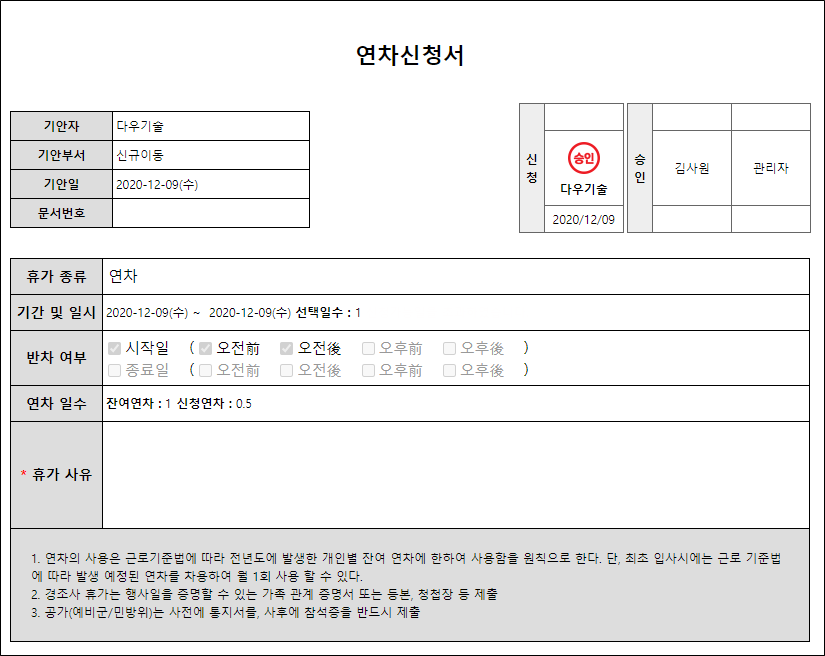 연차신청서
기안자 다우기술
기안부서 신규이동
기안일 2020-12-09(수)
문서번호
신청
승인
다우기술
2020/12/09
승인
김사원
관리자
휴가 종류 연차
기간 및 일시 2020-12-09(수) ~ 2020-12-09(수) 선택일수 : 1
반차 여부
시작일 ( 오전前 오전後 오후前 오후後 )
종료일 ( 오전前 오전後 오후前 오후後 )
연차 일수 잔여연차 : 1 신청연차 : 0.5
* 휴가 사유
1. 연차의 사용은 근로기준법에 따라 전년도에 발생한 개인별 잔여 연차에 한하여 사용함을 원칙으로 한다. 단, 최초 입사시에는 근로 기준법
에 따라 발생 예정된 연차를 차용하여 월 1회 사용 할 수 있다.
2. 경조사 휴가는 행사일을 증명할 수 있는 가족 관계 증명서 또는 등본, 청첩장 등 제출
3. 공가(예비군/민방위)는 사전에 통지서를, 사후에 참석증을 반드시 제출